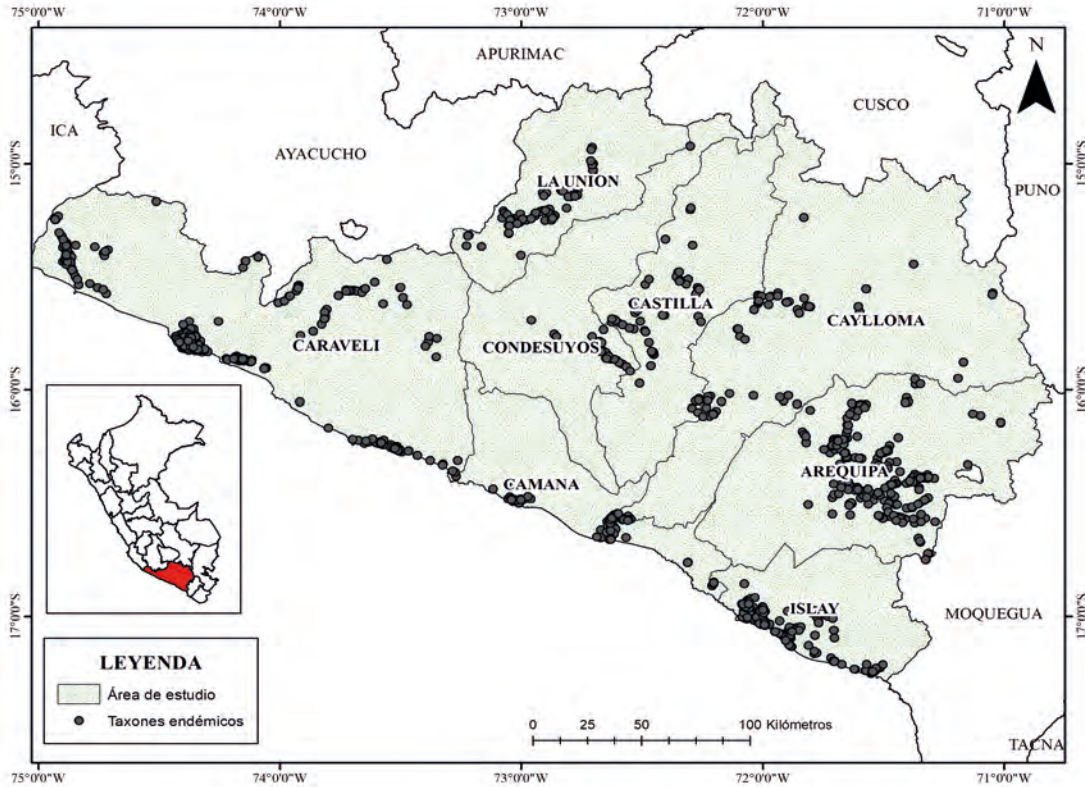 75°0'0"W
74°0'0"W
73°0'0"W
72°0'0"W
71°0'0"W
N
APURIMAC
CUSCO
ICA
AYACUCHO
PUNO
15°0'0"S
15°0'0"S
LA UNION
CASTILLA
CAYLLOMA
CARAVELI
CONDESUYOS
16°0'0"S
16°0'0"S
AREQUIPA
CAMANA
ISLAY
MOQUEGUA
17°0'0"S
17°0'0"S
LEYENDA
Área de estudio
Taxones endémicos
0 25 50 100 Kilómetros
TACNA
75°0'0"W
74°0'0"W
73°0'0"W
72°0'0"W
71°0'0"W